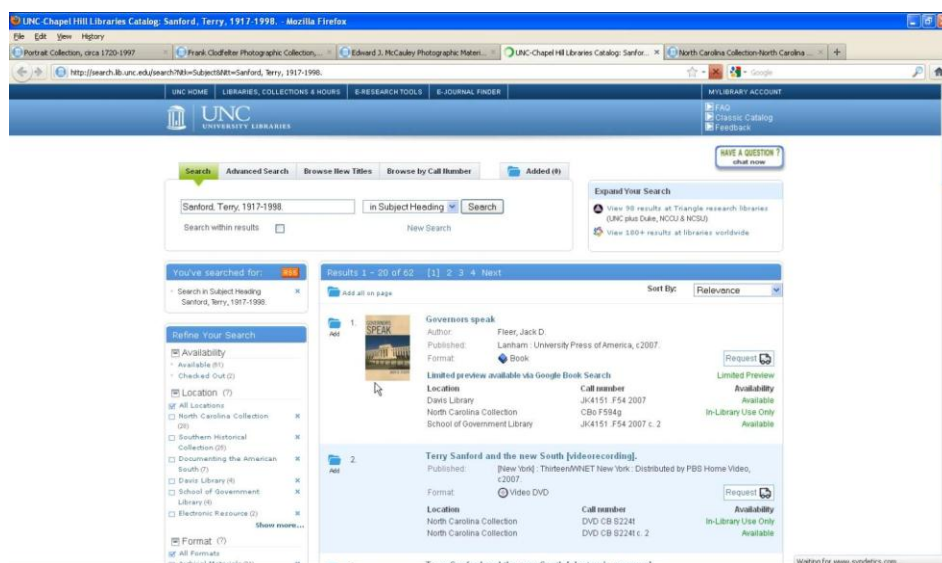 UNC-Chapel Hill Libraries Catalog: Sanford, Terry, 1917-1998. - Mozilla Firefox
File Edit View History
Portrait Collection, circa 1720-1997
Frank Clodfelter Photographic Collection,...
Edward J. McCauley Photographic Materi...
UNC-Chapel Hill Libraries Catalog: Sanfor...
North Carolina Collection-North Carolina ...
http://search.lib.unc.edu/search?Ntk=Subject&Ntt=Sanford, Terry, 1917-1998.
Google
UNC HOME LIBRARIES, COLLECTIONS & HOURS E-RESEARCH TOOLS E-JOURNAL FINDER MYLIBRARY ACCOUNT
UNC
UNIVERSITY LIBRARIES
FAQ
Classic Catalog
Feedback
HAVE A QUESTION?
chat now
Search Advanced Search Browse New Titles Browse by Call Number Added (0)
Sanford, Terry, 1917-1998. in Subject Heading Search
Search within results New Search
Expand Your Search
View 98 results at Triangle research libraries
(UNC plus Duke, NCCU & NCSU)
View 100+ results at libraries worldwide
You've searched for: RSS
Search in Subject Heading
Sanford, Terry, 1917-1998.
Refine Your Search
Availability
Available (61)
Checked Out (2)
Location (?)
All Locations
North Carolina Collection
Southern Historical
Collection
Documenting the American
South (7)
Davis Library (4)
School of Government
Library (4)
Electronic Resource (2)
Show more...
Format (?)
All Formats
Results 1 - 20 of 62 [1] 2 3 4 Next
Add all on page Sort By: Relevance
Add
1.
GOVERNORS
SPEAK
Governors speak
Author: Fleer, Jack D.
Published: Lanham : University Press of America, c2007.
Format: Book Request
Limited preview available via Google Book Search Limited Preview
Location Call number Availability
Davis Library JK4151 .F54 2007 Available
North Carolina Collection CBo F594g In-Library Use Only
School of Government Library JK4151 .F54 2007 c. 2 Available
Add
2.
Terry Sanford and the new South [videorecording].
Published: [New York] : Thirteen/WNET New York : Distributed by PBS Home Video,
c2007.
Format: Video DVD Request
Location Call number Availability
North Carolina Collection DVD CB S224t In-Library Use Only
North Carolina Collection DVD CB S224t c. 2 Available
Waiting for www.syndetics.com